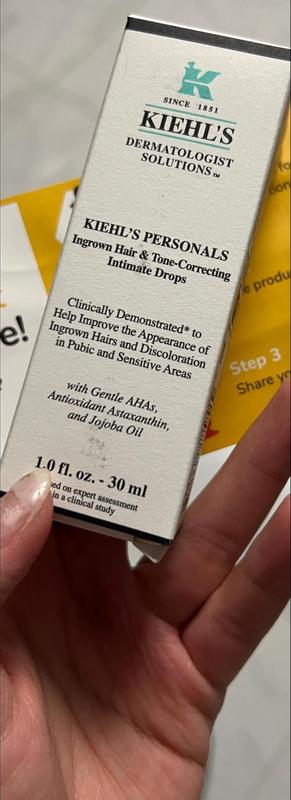 K
SINCE 1851
KIEHL'S
DERMATOLOGIST
SOLUTIONS™
KIEHL'S PERSONALS
Ingrown Hair & Tone-Correcting
Intimate Drops
Clinically Demonstrated* to
Help Improve the Appearance of
Ingrown Hairs and Discoloration
in Pubic and Sensitive Areas
with Gentle AHAs,
Antioxidant Astaxanthin,
and Jojoba Oil
1.0 fl. oz. - 30 ml
on expert assessment
in a clinical study
e!
produ
Step 3
Share yo